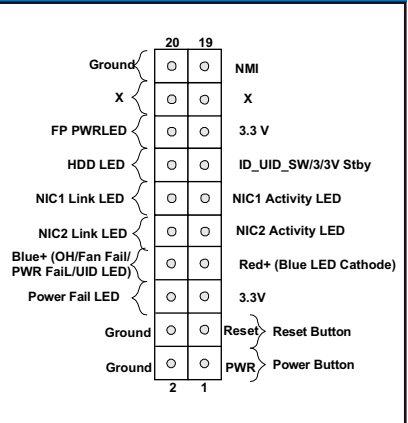 20 19
Ground NMI
X X
FP PWRLED 3.3 V
HDD LED ID_UID_SW/3/3V Stby
NIC1 Link LED NIC1 Activity LED
NIC2 Link LED NIC2 Activity LED
Blue+ (OH/Fan Fail/
PWR FaiL/UID LED) Red+ (Blue LED Cathode)
Power Fail LED 3.3V
Ground Reset Reset Button
Ground PWR Power Button
2 1